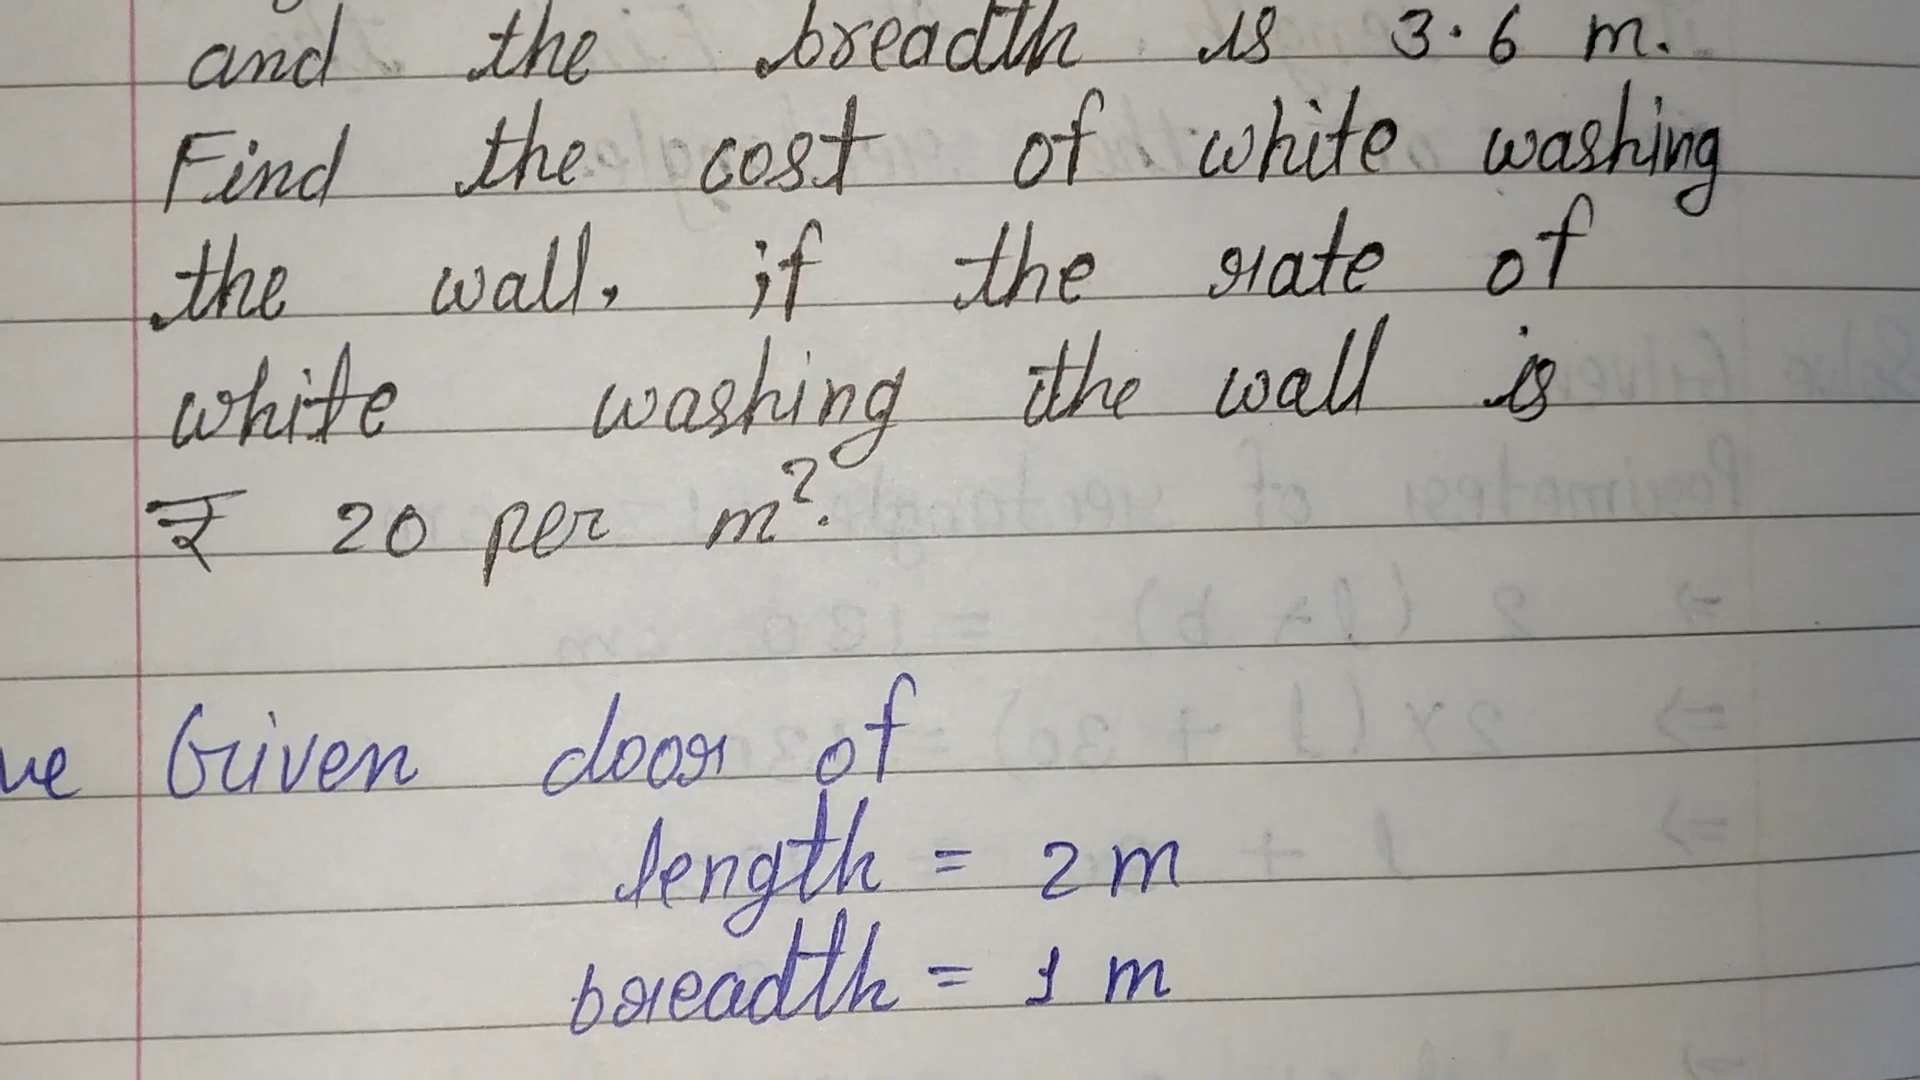 and the breadth is 3.6 m.
Find the cost of white washing
the wall, if the rate of
white washing the wall is
₹ 20 per m².
ve Given door of
length = 2 m
breadth = 1 m